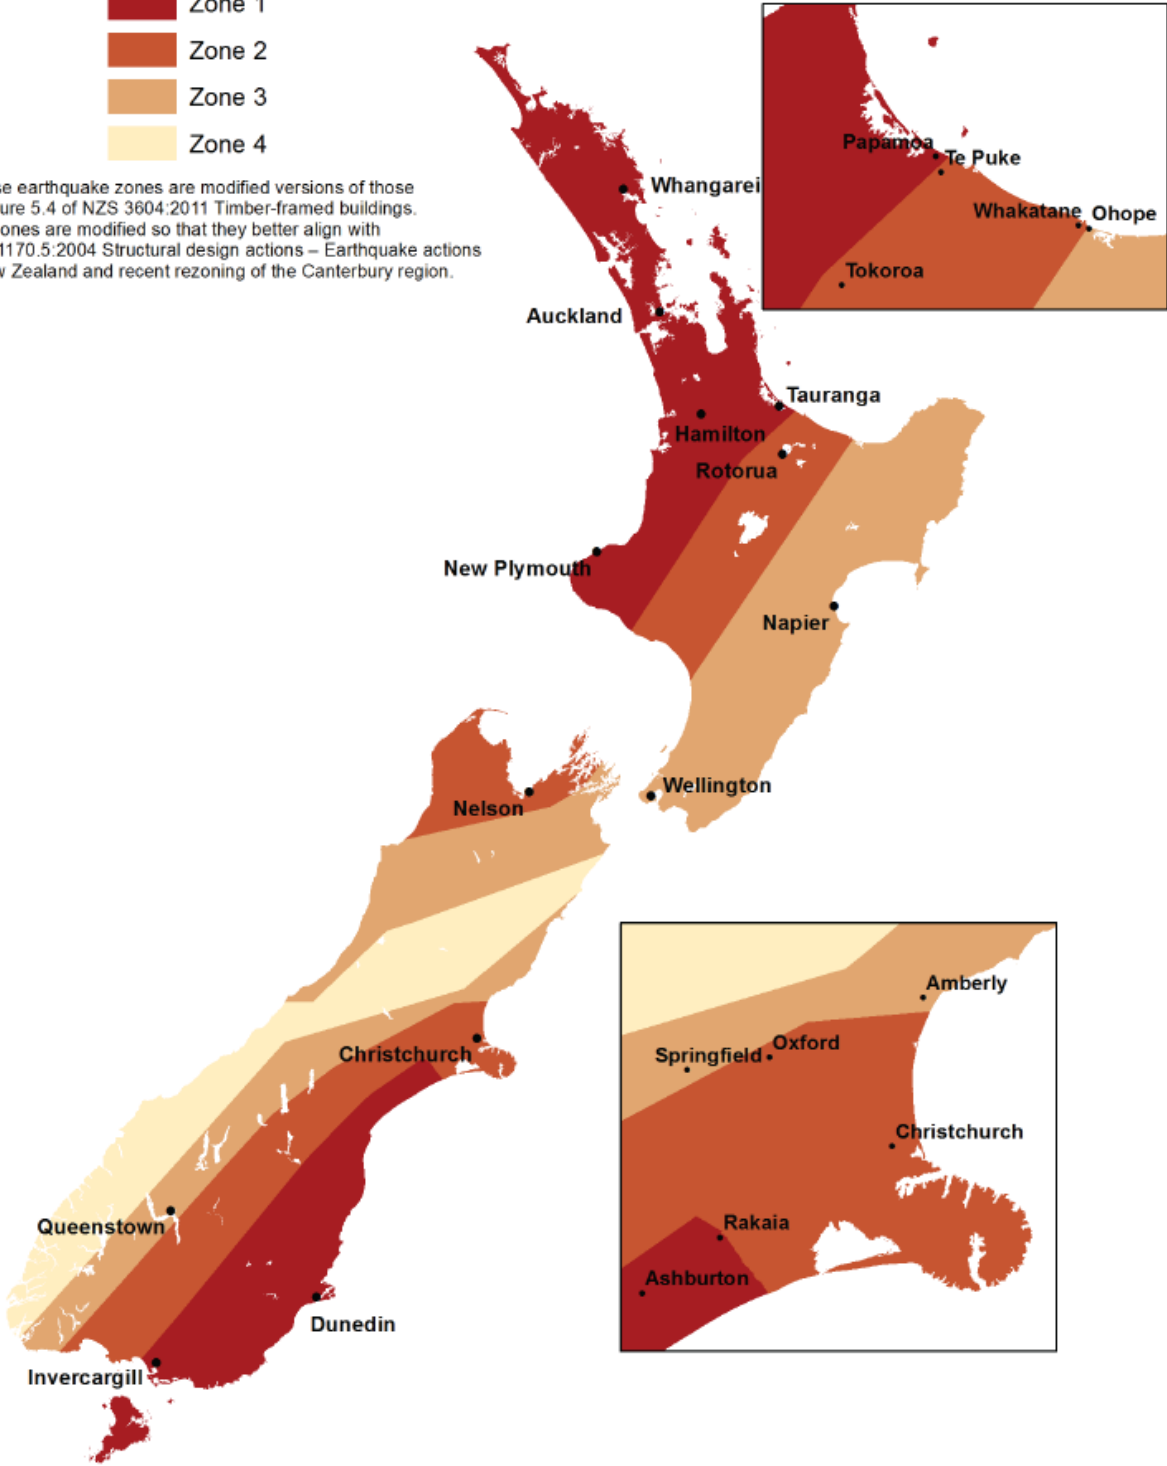 Zone 1
Zone 2
Zone 3
Zone 4
se earthquake zones are modified versions of those
ure 5.4 of NZS 3604:2011 Timber-framed buildings.
ones are modified so that they better align with
1170.5:2004 Structural design actions – Earthquake actions
w Zealand and recent rezoning of the Canterbury region.
Papamoa
Te Puke
Whakatane
Ohope
Tokoroa
Whangarei
Auckland
Tauranga
Hamilton
Rotorua
New Plymouth
Napier
Wellington
Nelson
Christchurch
Queenstown
Dunedin
Invercargill
Amberly
Oxford
Springfield
Christchurch
Rakaia
Ashburton